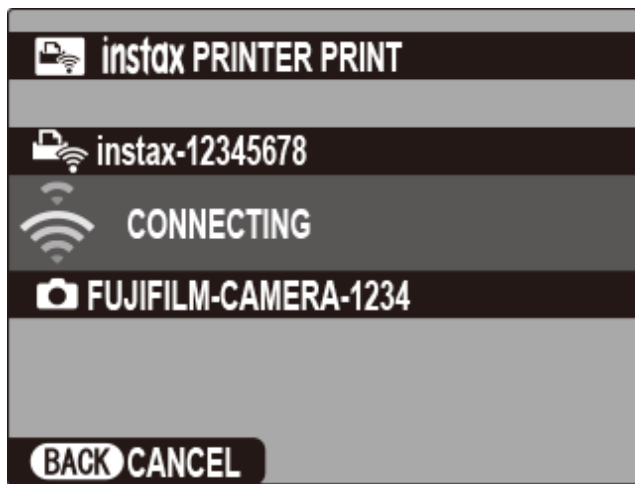 instax PRINTER PRINT
instax-12345678
CONNECTING
FUJIFILM-CAMERA-1234
BACK CANCEL